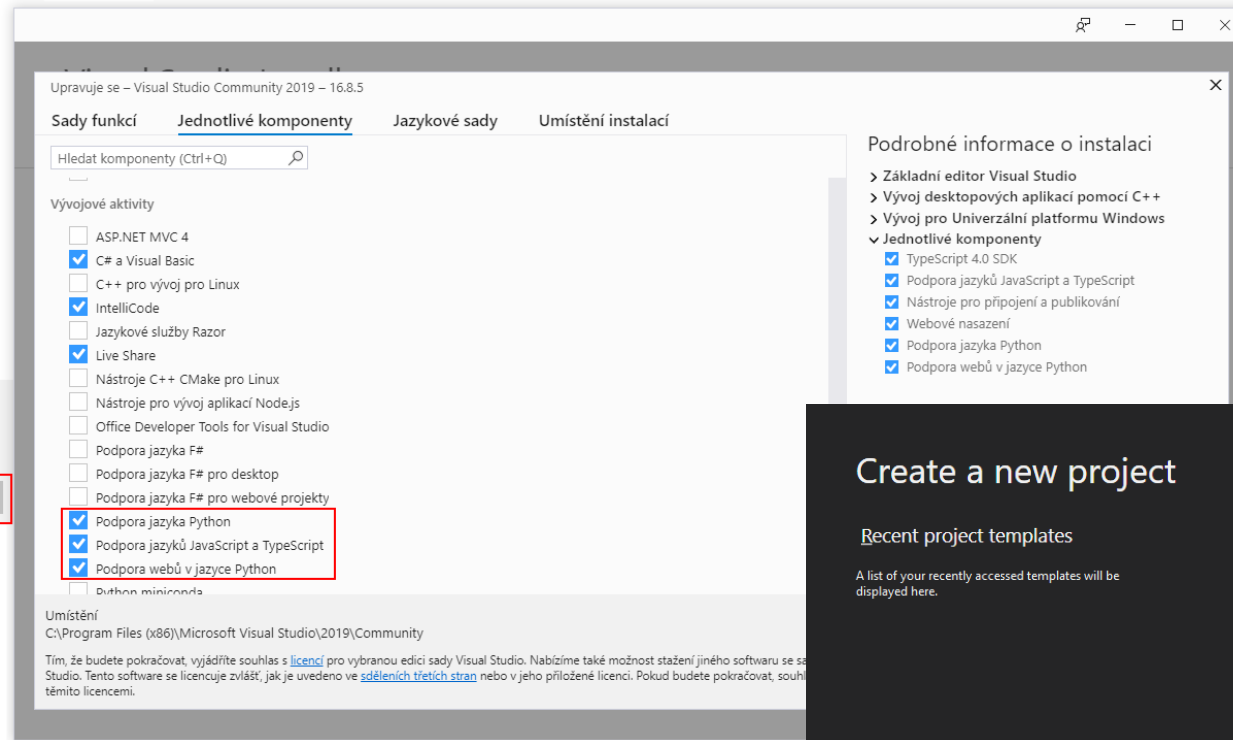 Upravuje se – Visual Studio Community 2019 – 16.8.5
Sady funkcí
Jednotlivé komponenty
Jazykové sady
Umístění instalací
Hledat komponenty (Ctrl+Q)
Vývojové aktivity
ASP.NET MVC 4
C# a Visual Basic
C++ pro vývoj pro Linux
IntelliCode
Jazykové služby Razor
Live Share
Nástroje C++ CMake pro Linux
Nástroje pro vývoj aplikací Node.js
Office Developer Tools for Visual Studio
Podpora jazyka F#
Podpora jazyka F# pro desktop
Podpora jazyka F# pro webové projekty
Podpora jazyka Python
Podpora jazyků JavaScript a TypeScript
Podpora webů v jazyce Python
Python miniconda
Umístění
C:\Program Files (x86)\Microsoft Visual Studio\2019\Community
Tím, že budete pokračovat, vyjádříte souhlas s licencí pro vybranou edici sady Visual Studio. Nabízíme také možnost stažení jiného softwaru se
Studio. Tento software se licencuje zvlášť, jak je uvedeno ve sděleních třetích stran nebo v jeho přiložené licenci. Pokud budete pokračovat,
těmito licencemi.
Podrobné informace o instalaci
Základní editor Visual Studio
Vývoj desktopových aplikací pomocí C++
Vývoj pro Univerzální platformu Windows
Jednotlivé komponenty
TypeScript 4.0 SDK
Podpora jazyků JavaScript a TypeScript
Nástroje pro připojení a publikování
Webové nasazení
Podpora jazyka Python
Podpora webů v jazyce Python
Create a new project
Recent project templates
A list of your recently accessed templates will be
displayed here.